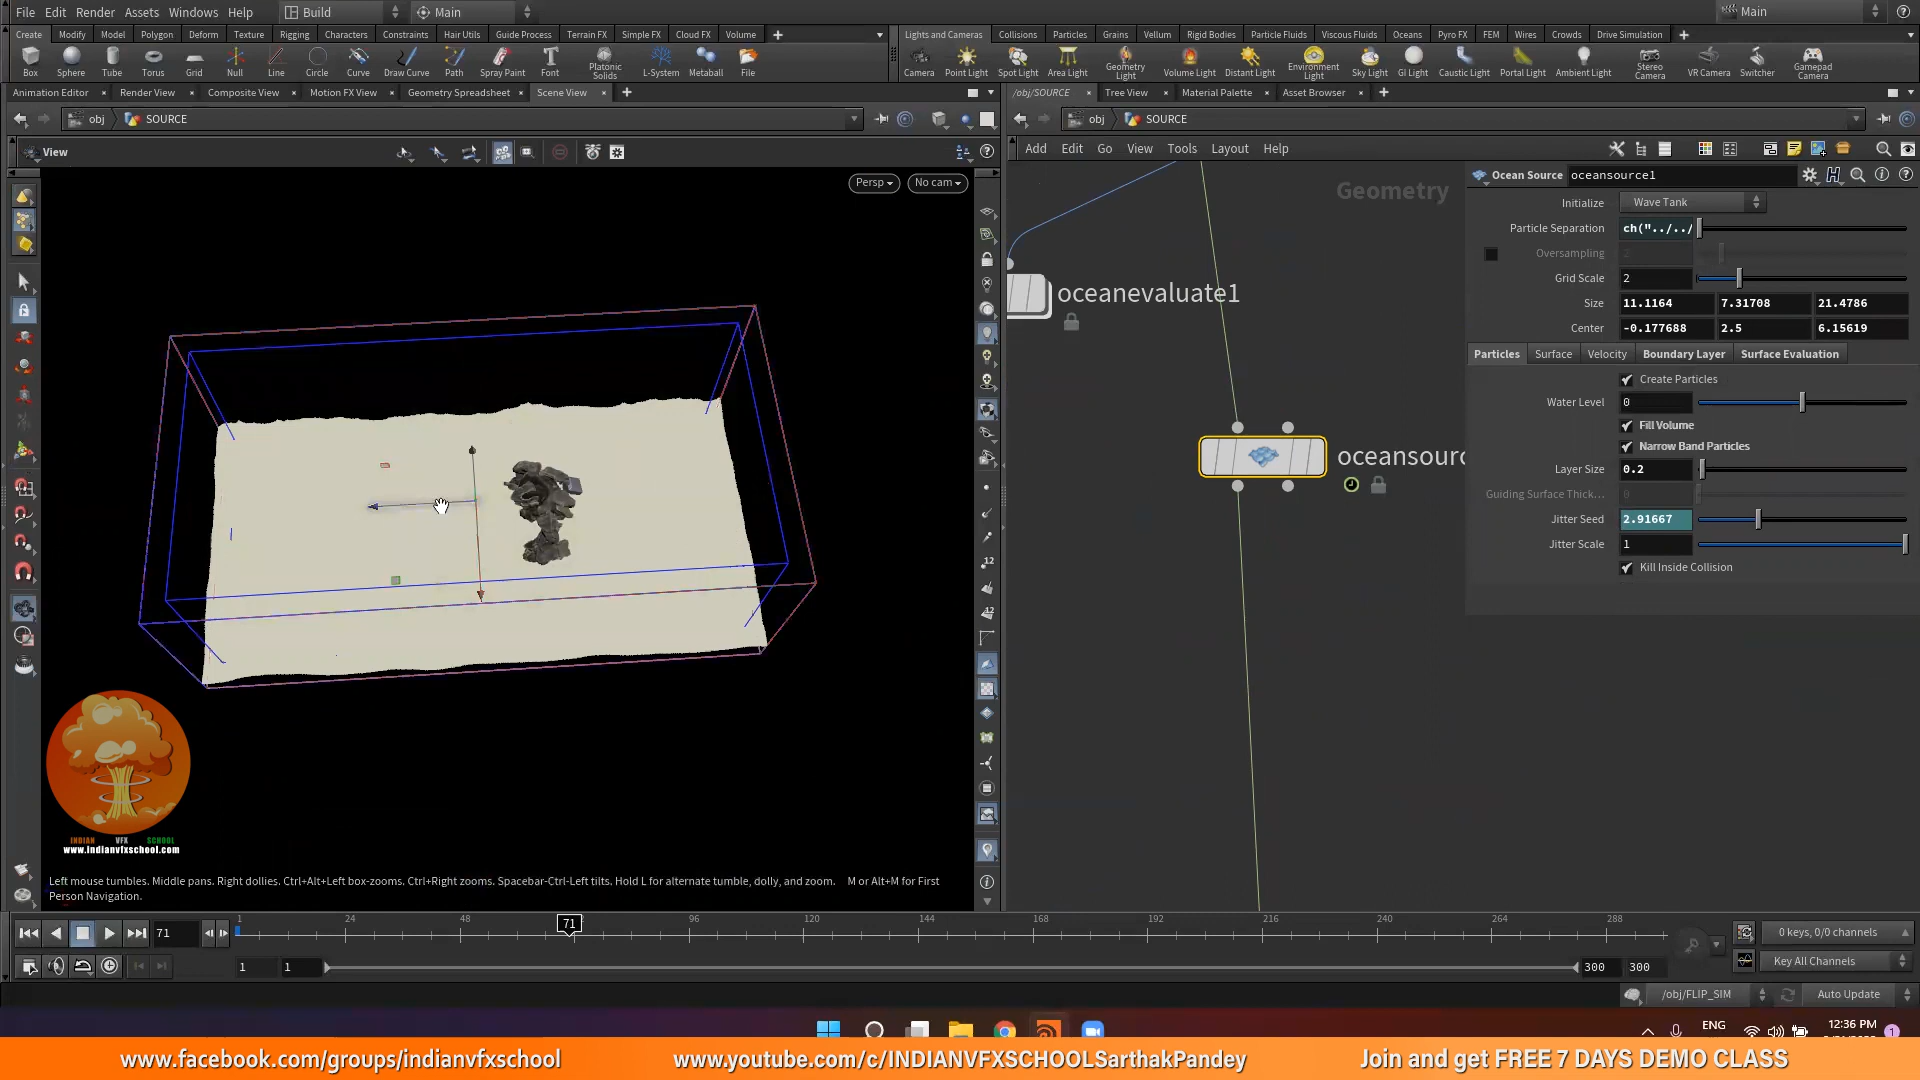 File Edit Render Assets Windows Help Build Main Main
Create Modify Model Polygon Deform Texture Rigging Characters Constraints Hair Utils Guide Process Terrain FX Simple FX Cloud FX Volume
Lights and Cameras Collisions Particles Grains Vellum Rigid Bodies Particle Fluids Viscous Fluids Oceans Pyro FX FEM Wires Crowds Drive Simulation
Box Sphere Tube Torus Grid Null Line Circle Curve Draw Curve Path Spray Paint Font Platonic Solids L-System Metaball File
Camera Point Light Spot Light Area Light Geometry Light Volume Light Distant Light Environment Light Sky Light GI Light Caustic Light Portal Light Ambient Light Stereo Camera VR Camera Switcher Gamepad Camera
Animation Editor Render View Composite View Motion FX View Geometry Spreadsheet Scene View
/obj/SOURCE Tree View Material Palette Asset Browser
obj SOURCE
obj SOURCE
View
Add Edit Go View Tools Layout Help
Persp No cam
Geometry
oceanevaluate1
oceansourc
Ocean Source oceansource1
Initialize Wave Tank
Particle Separation ch("../../
Oversampling 2
Grid Scale 2
Size 11.1164 7.31708 21.4786
Center -0.177688 2.5 6.15619
Particles Surface Velocity Boundary Layer Surface Evaluation
Create Particles
Water Level 0
Fill Volume
Narrow Band Particles
Layer Size 0.2
Guiding Surface Thick... 0
Jitter Seed 2.91667
Jitter Scale 1
Kill Inside Collision
12
12
INDIAN VFX SCHOOL
www.indianvfxschool.com
Left mouse tumbles. Middle pans. Right dollies. Ctrl+Alt+Left box-zooms. Ctrl+Right zooms. Spacebar-Ctrl-Left tilts. Hold L for alternate tumble, dolly, and zoom. M or Alt+M for First
Person Navigation.
71 1 24 48 71 96 120 144 168 192 216 240 264 288
0 keys, 0/0 channels
1 1 300 300 Key All Channels
/obj/FLIP_SIM Auto Update
ENG 12:36 PM 1
www.facebook.com/groups/indianvfxschool www.youtube.com/c/INDIANVFXSCHOOLSarthakPandey Join and get FREE 7 DAYS DEMO CLASS